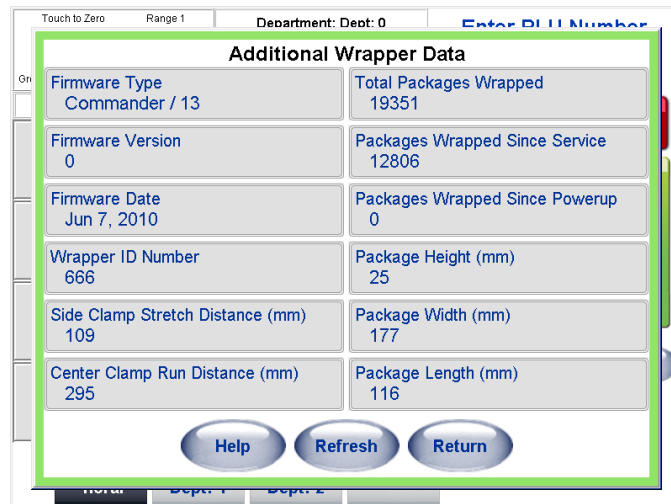 Touch to Zero
Range 1
Department: Dept: 0
Additional Wrapper Data
Firmware Type
Commander / 13
Total Packages Wrapped
19351
Firmware Version
0
Packages Wrapped Since Service
12806
Firmware Date
Jun 7, 2010
Packages Wrapped Since Powerup
0
Wrapper ID Number
666
Package Height (mm)
25
Side Clamp Stretch Distance (mm)
109
Package Width (mm)
177
Center Clamp Run Distance (mm)
295
Package Length (mm)
116
Help
Refresh
Return
Dept: 1
Dept: 2